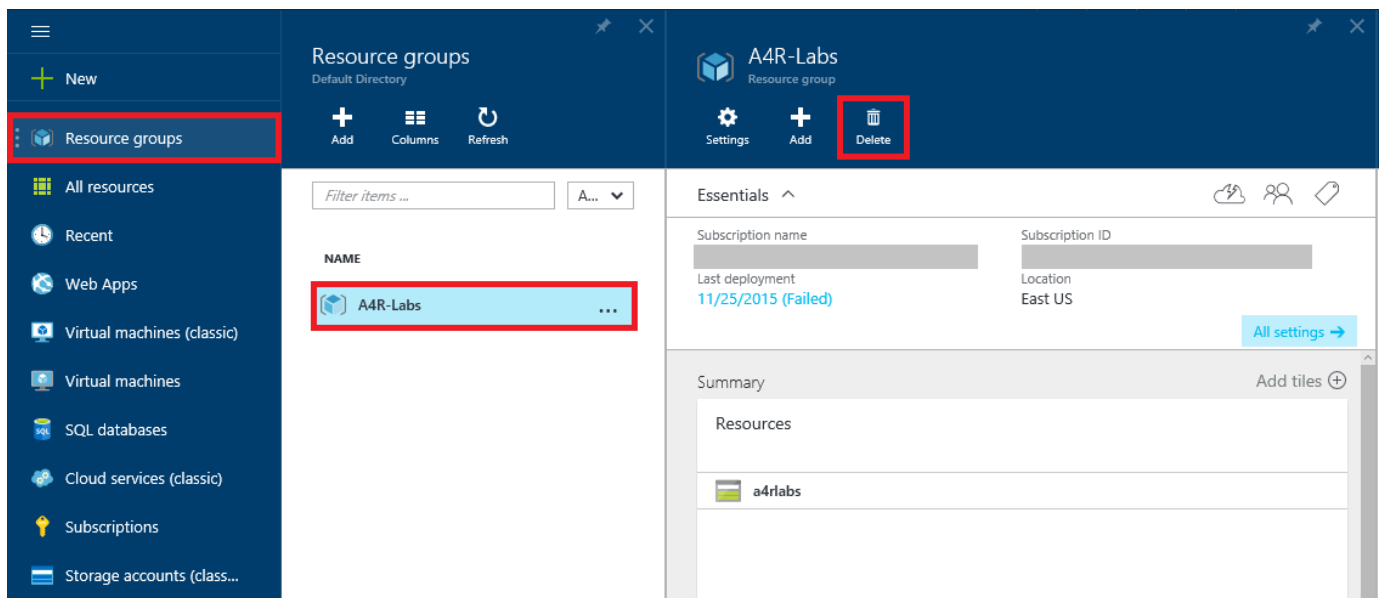 New
Resource groups
All resources
Recent
Web Apps
Virtual machines (classic)
Virtual machines
SQL databases
Cloud services (classic)
Subscriptions
Storage accounts (class...
Resource groups
Default Directory
Add Columns Refresh
Filter items ...
A...
NAME
A4R-Labs
...
A4R-Labs
Resource group
Settings Add Delete
Essentials
Subscription name
Subscription ID
Last deployment
11/25/2015 (Failed)
Location
East US
All settings →
Summary
Add tiles
Resources
a4rlabs